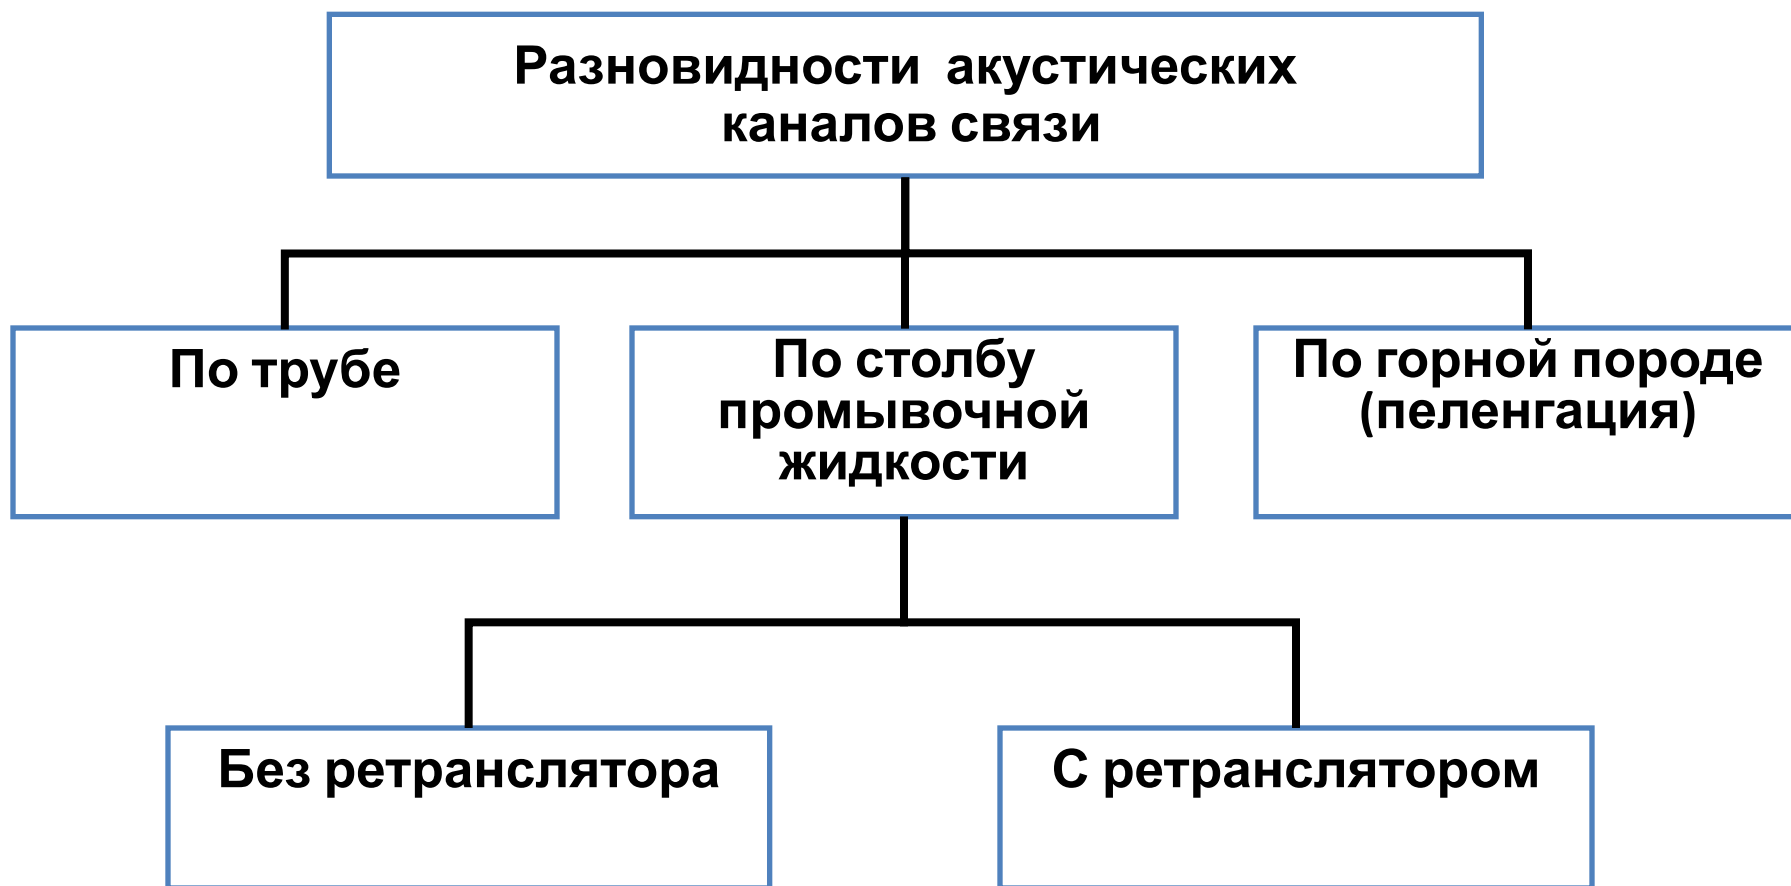 Разновидности акустических
каналов связи
По трубе
По столбу
промывочной
жидкости
По горной породе
(пеленгация)
Без ретранслятора
С ретранслятором